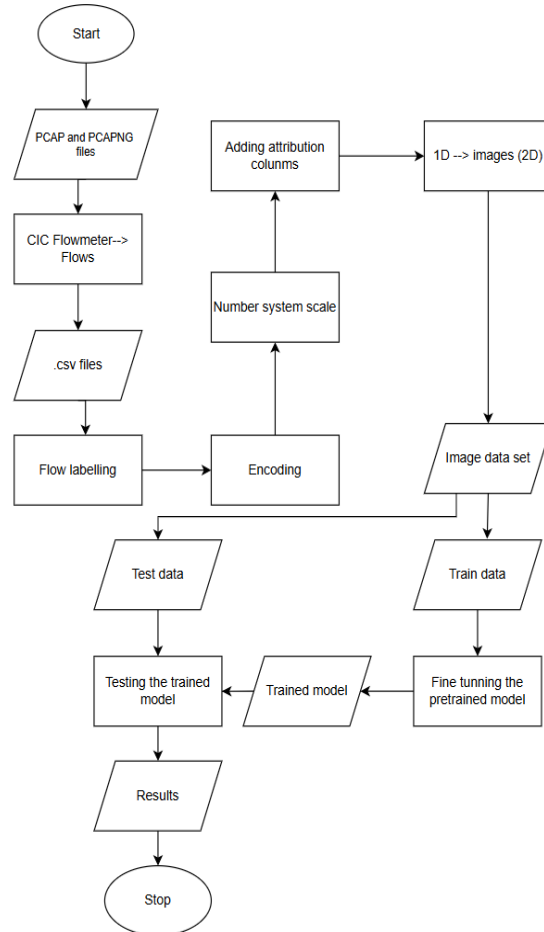 Start
PCAP and PCAPNG
files
CIC Flowmeter-->
Flows
.csv files
Flow labelling
Encoding
Number system scale
Adding attribution
colunms
1D --> images (2D)
Image data set
Test data
Train data
Testing the trained
model
Trained model
Fine tunning the
pretrained model
Results
Stop